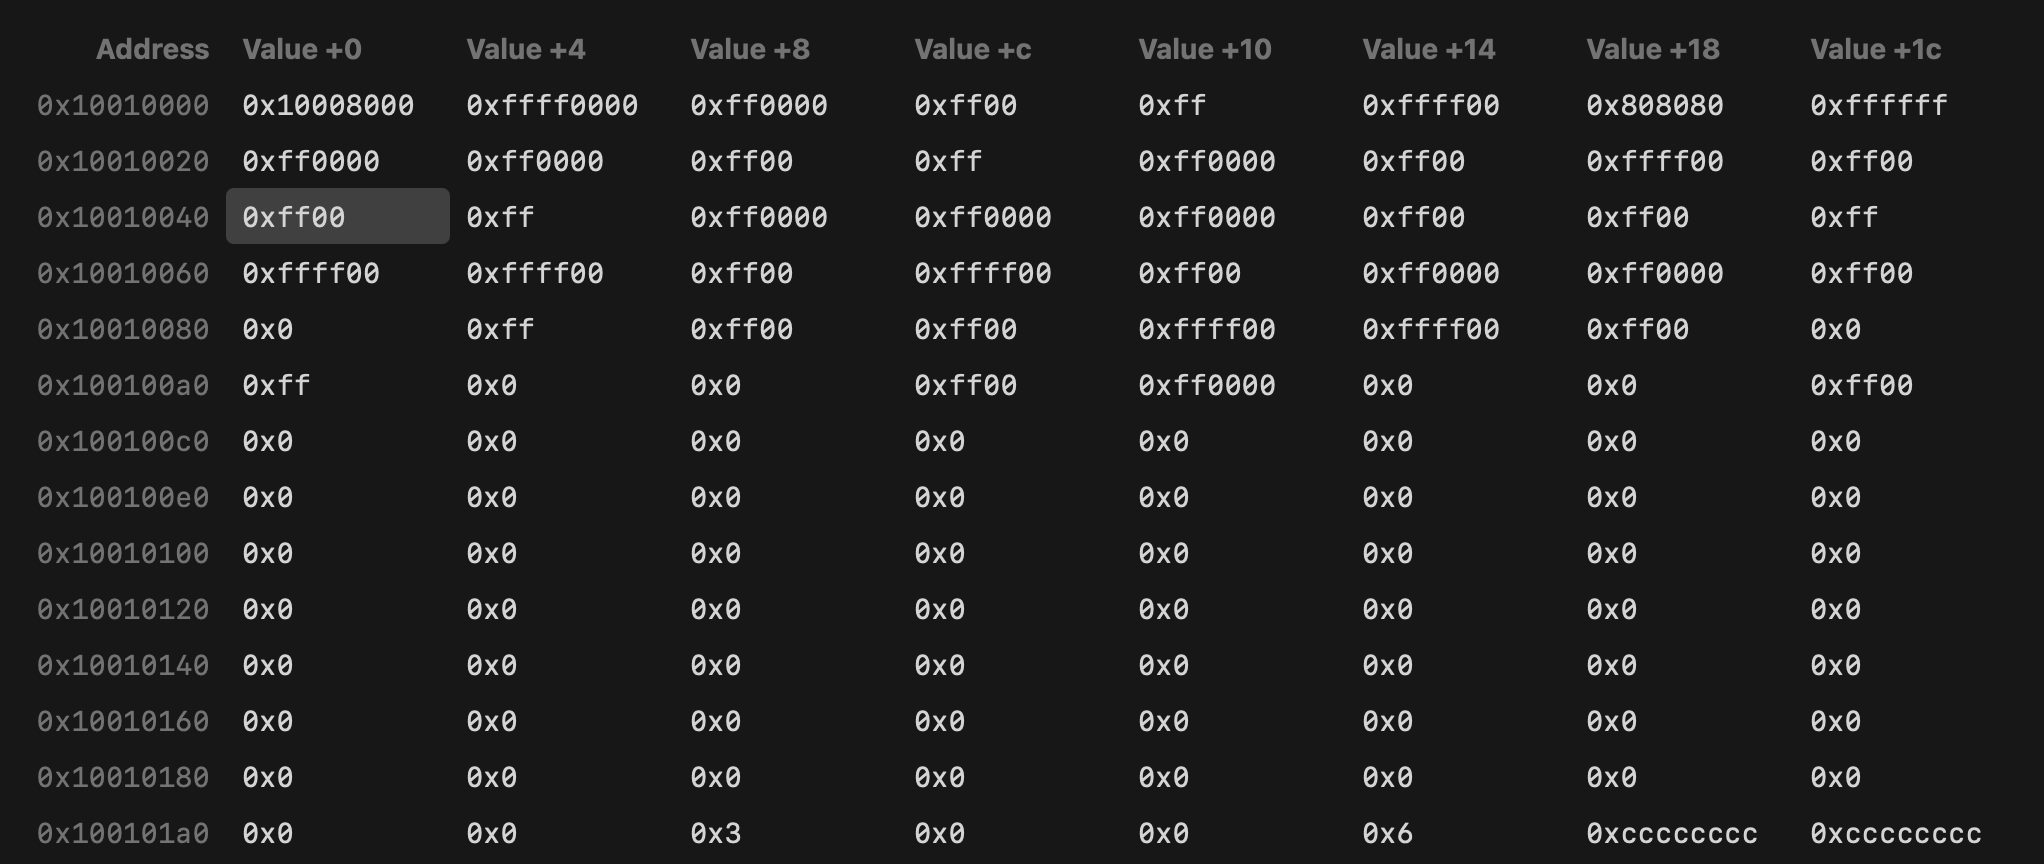 Address Value +0 Value +4 Value +8 Value +c Value +10 Value +14 Value +18 Value +1c
0x10010000 0x10008000 0xffff0000 0xff0000 0xff00 0xff 0xffff00 0x808080 0xffffff
0x10010020 0xff0000 0xff0000 0xff00 0xff 0xff0000 0xff00 0xffff00 0xff00
0x10010040 0xff00 0xff 0xff0000 0xff0000 0xff0000 0xff00 0xff00 0xff
0x10010060 0xffff00 0xffff00 0xff00 0xffff00 0xff00 0xff0000 0xff0000 0xff00
0x10010080 0x0 0xff 0xff00 0xff00 0xffff00 0xffff00 0xff00 0x0
0x100100a0 0xff 0x0 0x0 0xff00 0xff0000 0x0 0x0 0xff00
0x100100c0 0x0 0x0 0x0 0x0 0x0 0x0 0x0 0x0
0x100100e0 0x0 0x0 0x0 0x0 0x0 0x0 0x0 0x0
0x10010100 0x0 0x0 0x0 0x0 0x0 0x0 0x0 0x0
0x10010120 0x0 0x0 0x0 0x0 0x0 0x0 0x0 0x0
0x10010140 0x0 0x0 0x0 0x0 0x0 0x0 0x0 0x0
0x10010160 0x0 0x0 0x0 0x0 0x0 0x0 0x0 0x0
0x10010180 0x0 0x0 0x0 0x0 0x0 0x0 0x0 0x0
0x100101a0 0x0 0x0 0x3 0x0 0x0 0x6 0xcccccccc 0xcccccccc